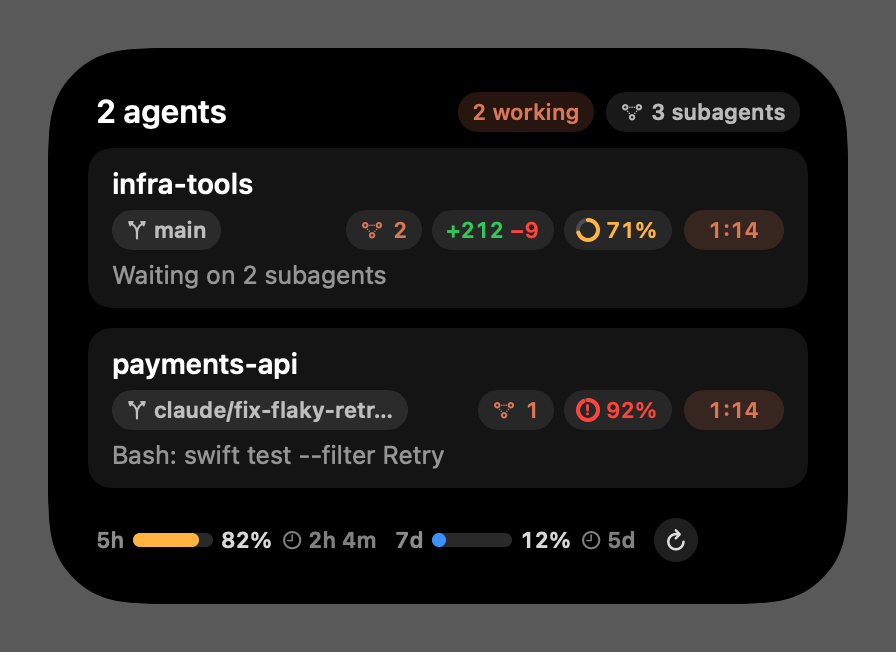 2 agents 2 working 3 subagents
infra-tools
main 2 +212 −9 71% 1:14
Waiting on 2 subagents
payments-api
claude/fix-flaky-retr... 1 92% 1:14
Bash: swift test --filter Retry
5h 82% 2h 4m 7d 12% 5d